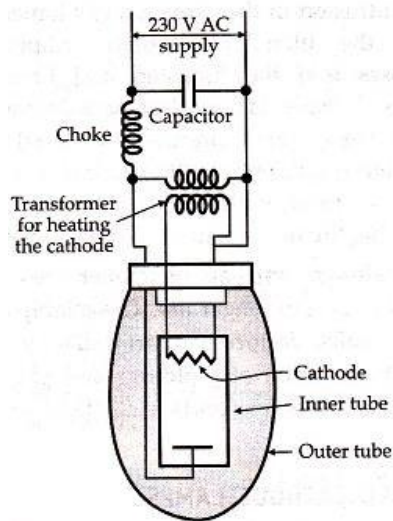 230 V AC
supply
Capacitor
Choke
Transformer
for heating
the cathode
Cathode
Inner tube
Outer tube